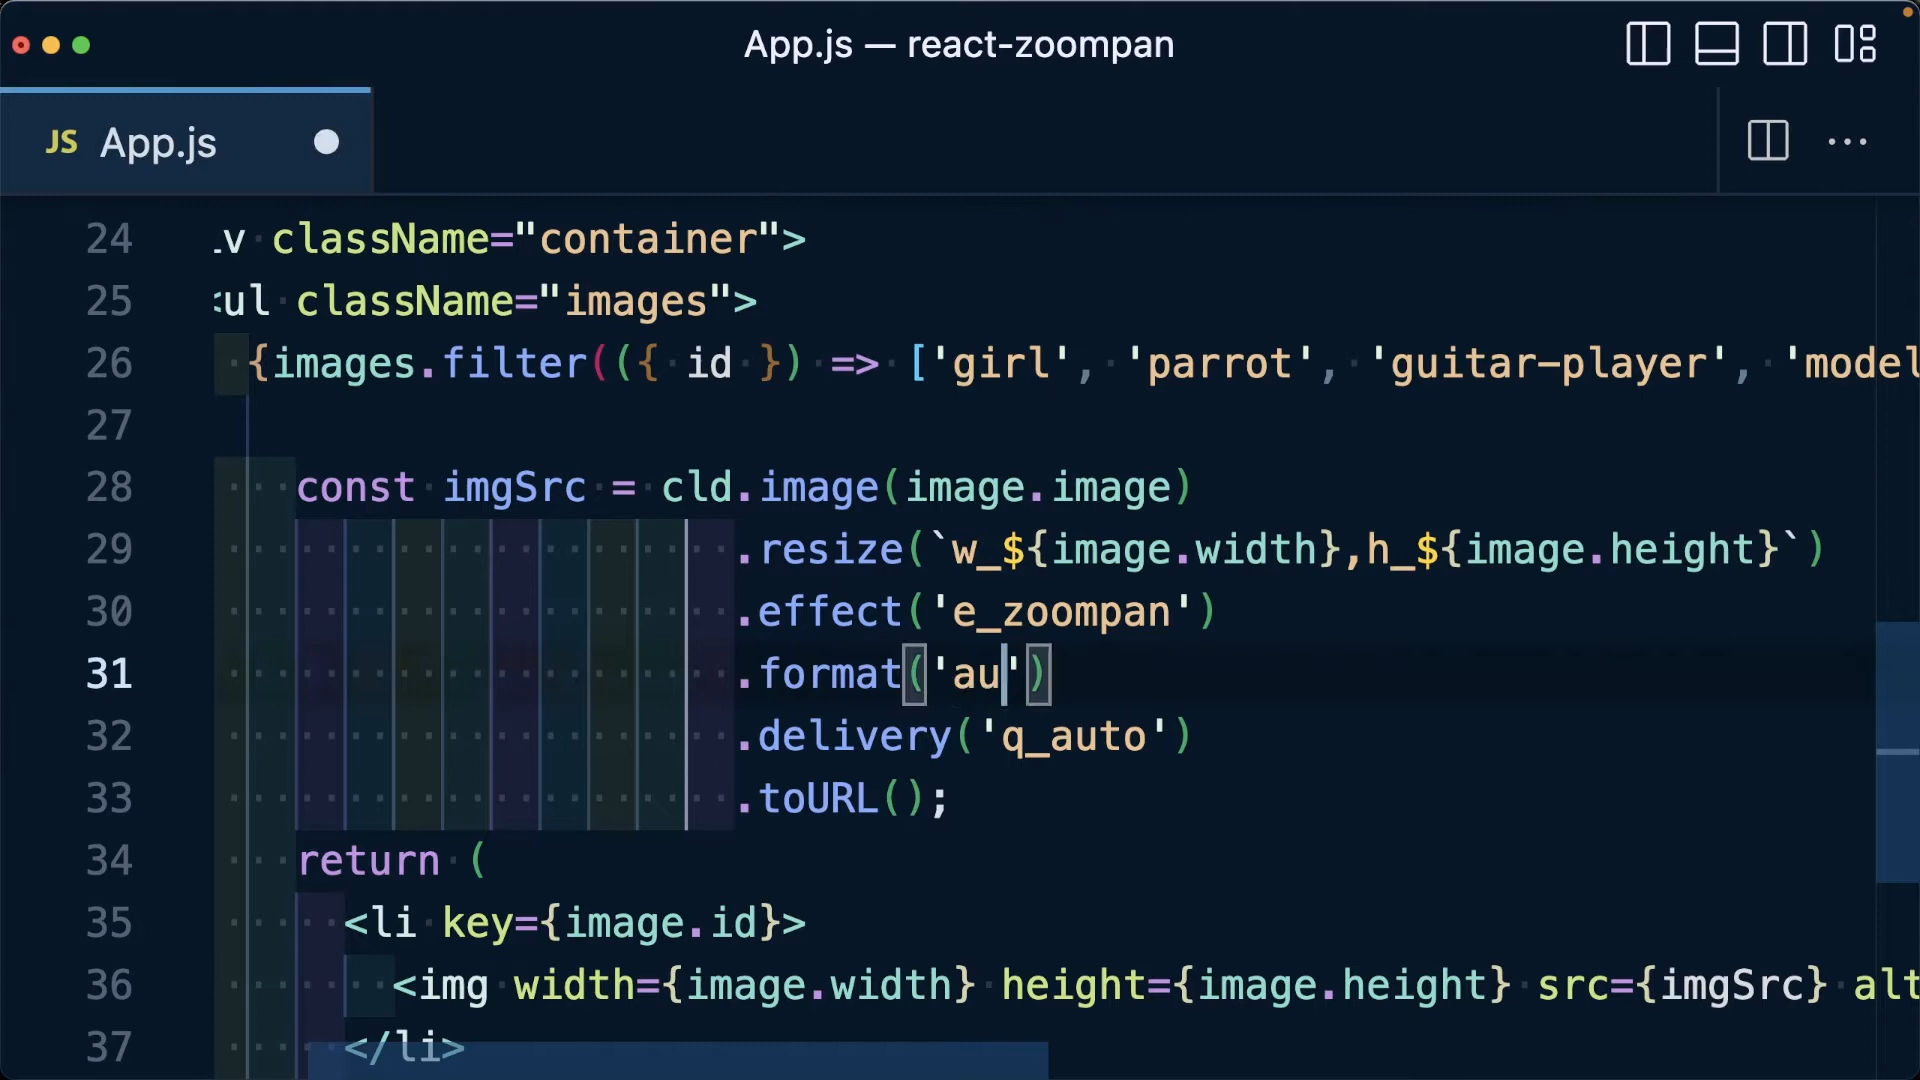 App.js — react-zoompan
JS App.js
24 .v className="container">
25 <ul className="images">
26 {images.filter(({ id }) => ['girl', 'parrot', 'guitar-player', 'model
27
28 const imgSrc = cld.image(image.image)
29 .resize(`w_${image.width},h_${image.height}`)
30 .effect('e_zoompan')
31 .format('au')
32 .delivery('q_auto')
33 .toURL();
34 return (
35 <li key={image.id}>
36 <img width={image.width} height={image.height} src={imgSrc} alt
37 </li>